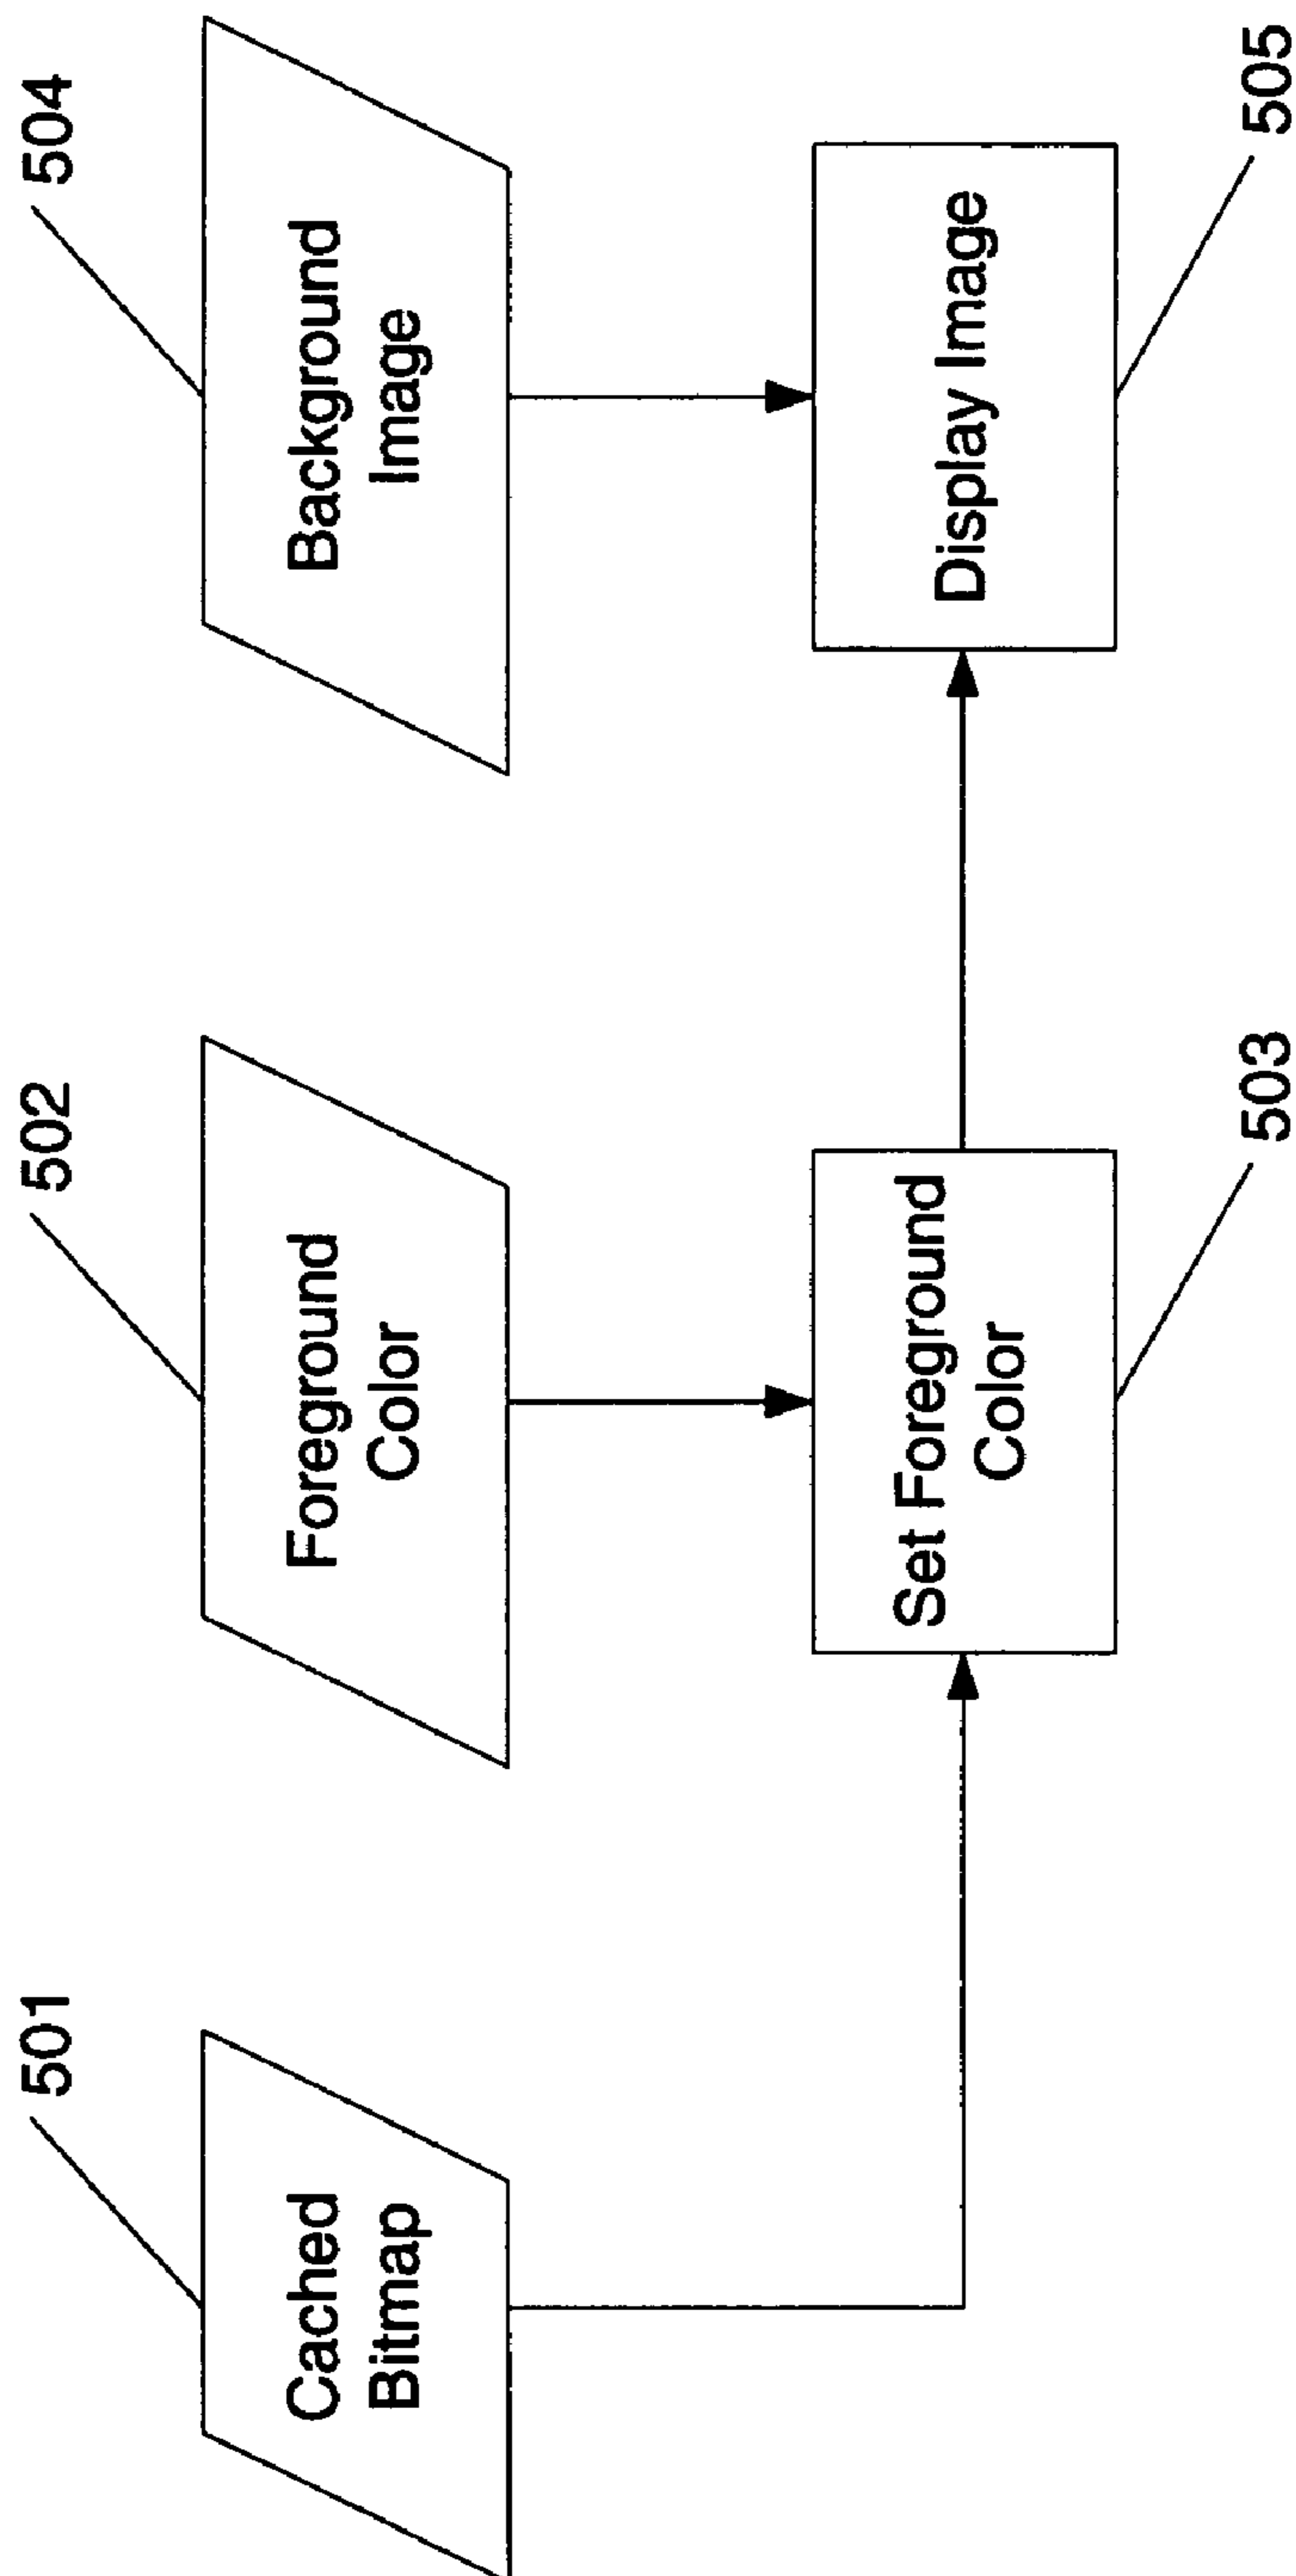 501
Cached
Bitmap
502
Foreground
Color
504
Background
Image
Set Foreground
Color
503
Display Image
505